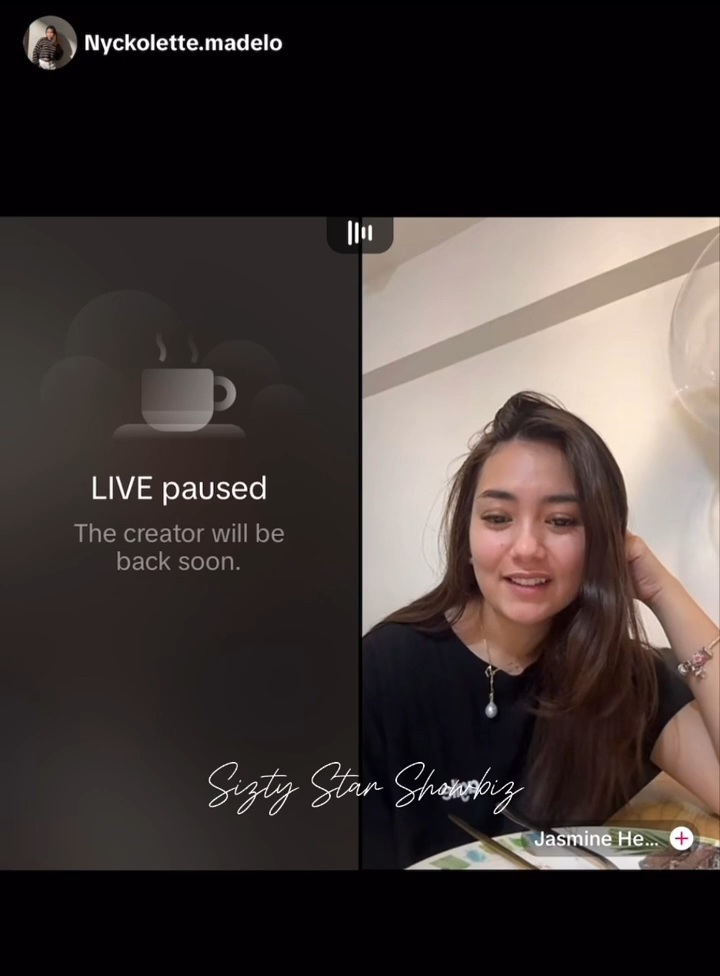 Nyckolette.madelo
LIVE paused
The creator will be
back soon.
Sizty Star Showbiz
Jasmine He...